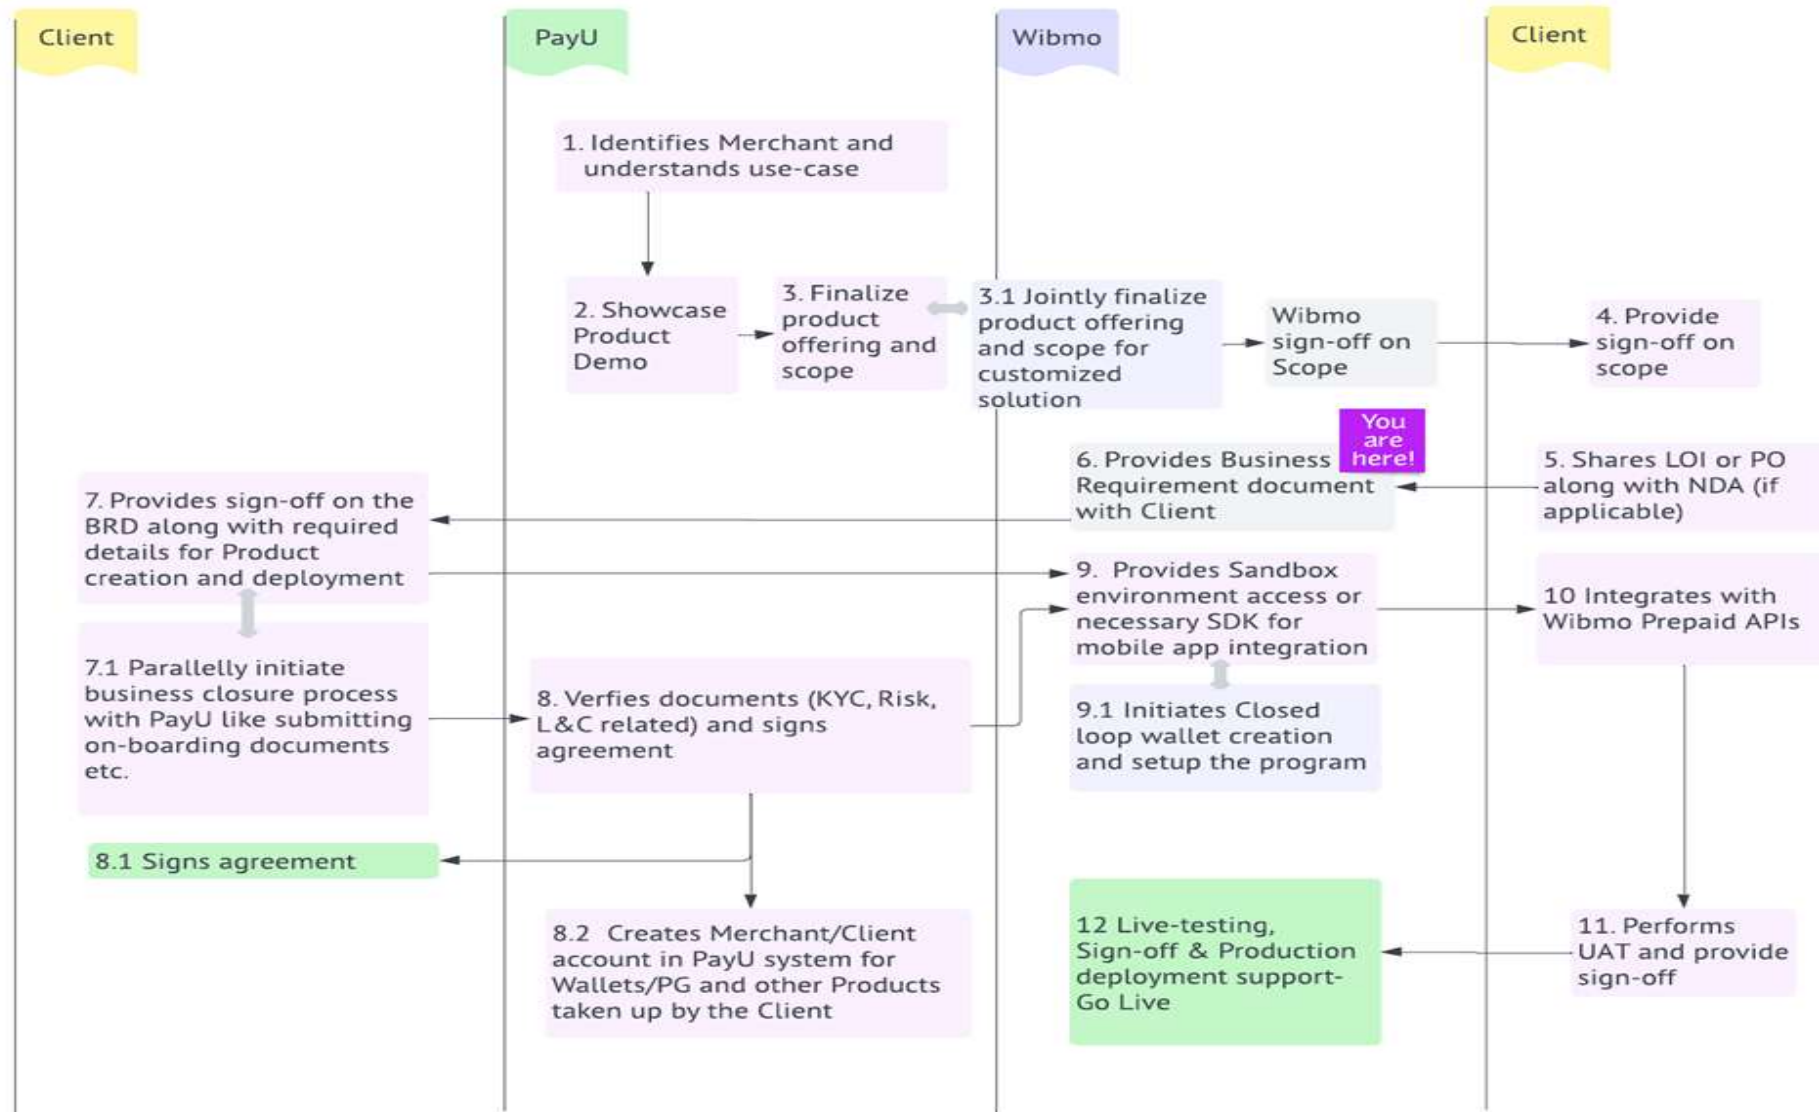 Client
PayU
Wibmo
Client
1. Identifies Merchant and
understands use-case
2. Showcase
Product
Demo
3. Finalize
product
offering and
scope
3.1 Jointly finalize
product offering
and scope for
customized
solution
Wibmo
sign-off on
Scope
4. Provide
sign-off on
scope
You
are
here!
5. Shares LOI or PO
along with NDA (if
applicable)
6. Provides Business
Requirement document
with Client
7. Provides sign-off on the
BRD along with required
details for Product
creation and deployment
7.1 Parallelly initiate
business closure process
with PayU like submitting
on-boarding documents
etc.
8. Verfies documents (KYC, Risk,
L&C related) and signs
agreement
8.1 Signs agreement
8.2 Creates Merchant/Client
account in PayU system for
Wallets/PG and other Products
taken up by the Client
9. Provides Sandbox
environment access or
necessary SDK for
mobile app integration
9.1 Initiates Closed
loop wallet creation
and setup the program
10 Integrates with
Wibmo Prepaid APIs
11. Performs
UAT and provide
sign-off
12 Live-testing,
Sign-off & Production
deployment support-
Go Live